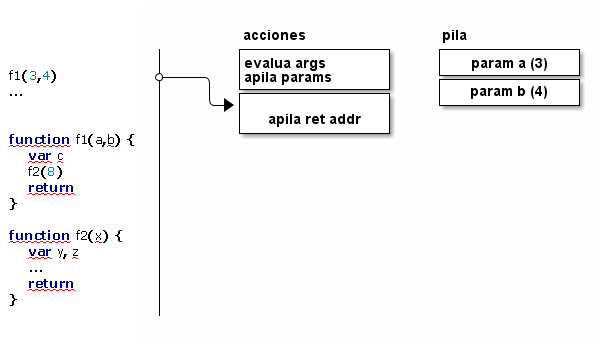 acciones
pila
evalua args
apila params
apila ret addr
param a (3)
param b (4)
f1(3,4)
...
function f1(a,b) {
var c
f2(8)
return
}
function f2(x) {
var y, z
...
return
}